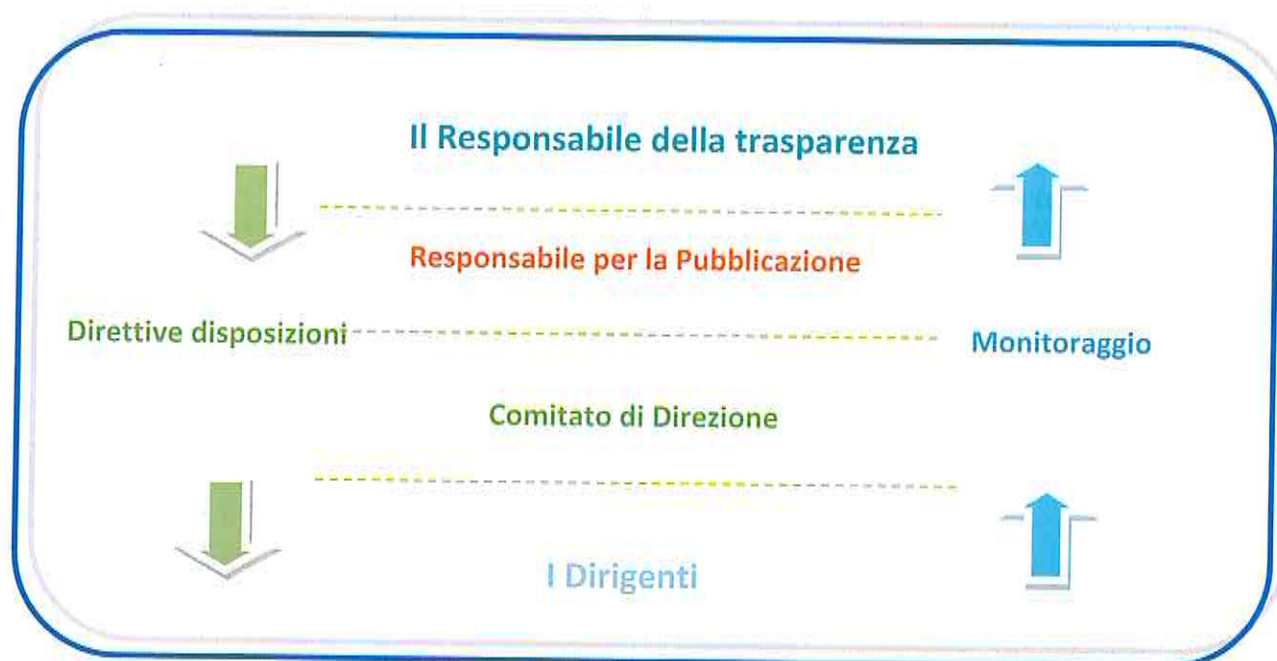 Il Responsabile della trasparenza
Responsabile per la Pubblicazione
Direttive disposizioni
Monitoraggio
Comitato di Direzione
I Dirigenti